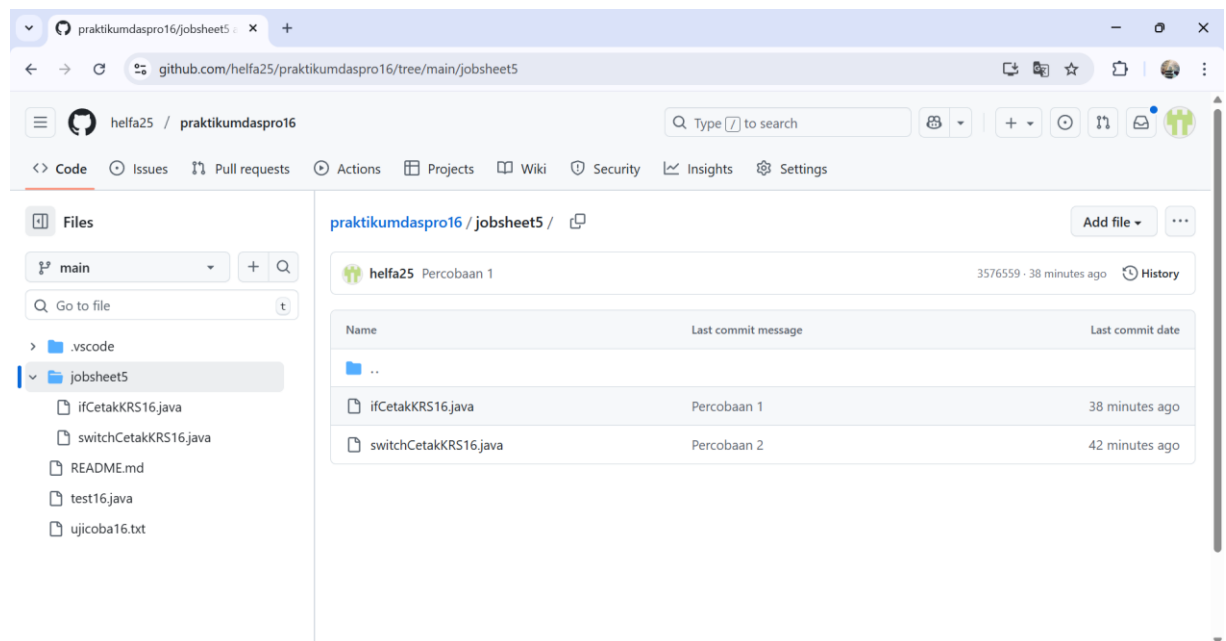 praktikumdaspro16/jobsheet5
github.com/helfa25/praktikumdaspro16/tree/main/jobsheet5
helfa25 / praktikumdaspro16
Type / to search
Code Issues Pull requests Actions Projects Wiki Security Insights Settings
Files
main
Go to file t
.vscode
jobsheet5
ifCetakKRS16.java
switchCetakKRS16.java
README.md
test16.java
ujicoba16.txt
praktikumdaspro16 / jobsheet5 /
Add file
helfa25 Percobaan 1 3576559 · 38 minutes ago History
Name Last commit message Last commit date
..
ifCetakKRS16.java Percobaan 1 38 minutes ago
switchCetakKRS16.java Percobaan 2 42 minutes ago